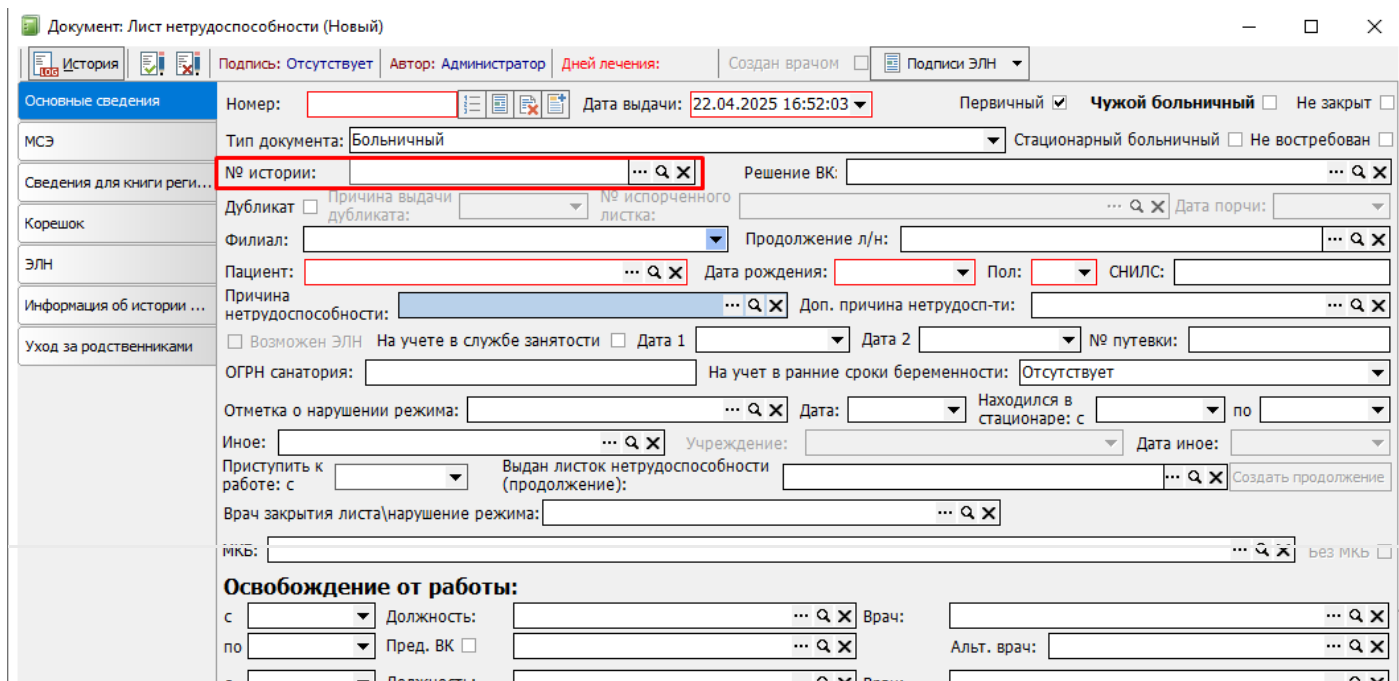 Документ: Лист нетрудоспособности (Новый)
LOG История Подпись: Отсутствует Автор: Администратор Дней лечения: Создан врачом Подписи ЭЛН
Основные сведения
МСЭ
Сведения для книги реги...
Корешок
ЭЛН
Информация об истории ...
Уход за родственниками
Номер: Дата выдачи: 22.04.2025 16:52:03 Первичный Чужой больничный Не закрыт
Тип документа: Больничный Стационарный больничный Не востребован
№ истории: Решение ВК:
Дубликат Причина выдачи дубликата: № испорченного листка: Дата порчи:
Филиал: Продолжение л/н:
Пациент: Дата рождения: Пол: СНИЛС:
Причина нетрудоспособности: Доп. причина нетрудосп-ти:
Возможен ЭЛН На учете в службе занятости Дата 1 Дата 2 № путевки:
ОГРН санатория: На учет в ранние сроки беременности: Отсутствует
Отметка о нарушении режима: Дата: Находился в стационаре: с по
Иное: Учреждение: Дата иное:
Приступить к работе: с Выдан листок нетрудоспособности (продолжение): Создать продолжение
Врач закрытия листа\нарушение режима:
МКБ: Без МКБ
Освобождение от работы:
с Должность: Врач:
по Пред. ВК Альт. врач: